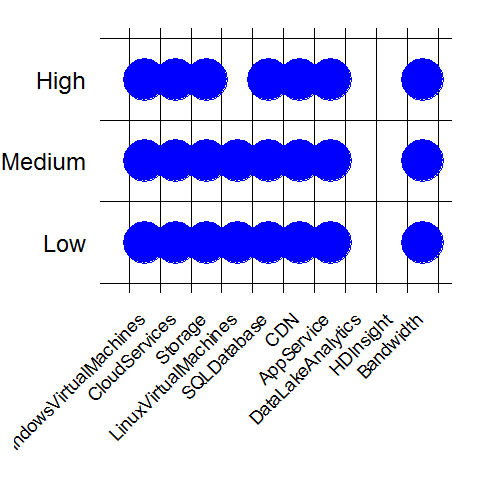 High
Medium
Low
ndowsVirtualMachines
CloudServices
Storage
LinuxVirtualMachines
SQLDatabase
CDN
AppService
DataLakeAnalytics
HDInsight
Bandwidth